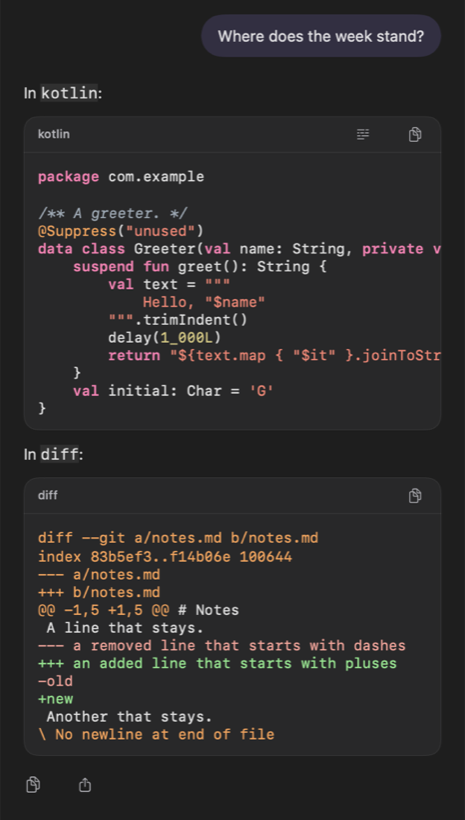 Where does the week stand?
In kotlin:
kotlin
package com.example
/** A greeter. */
@Suppress("unused")
data class Greeter(val name: String, private v
    suspend fun greet(): String {
        val text = """
            Hello, "$name"
        """.trimIndent()
        delay(1_000L)
        return "${text.map { "$it" }.joinToStr
    }
    val initial: Char = 'G'
}
In diff:
diff
diff --git a/notes.md b/notes.md
index 83b5ef3..f14b06e 100644
--- a/notes.md
+++ b/notes.md
@@ -1,5 +1,5 @@ # Notes
 A line that stays.
--- a removed line that starts with dashes
+++ an added line that starts with pluses
-old
+new
 Another that stays.
\ No newline at end of file